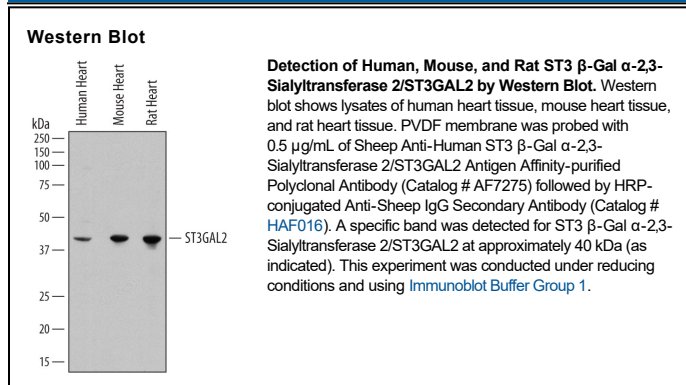 Western Blot
Human Heart
Mouse Heart
Rat Heart
kDa
250
150
100
75
50
37
25
20
15
ST3GAL2
Detection of Human, Mouse, and Rat ST3 β-Gal α-2,3-
Sialyltransferase 2/ST3GAL2 by Western Blot. Western
blot shows lysates of human heart tissue, mouse heart tissue,
and rat heart tissue. PVDF membrane was probed with
0.5 µg/mL of Sheep Anti-Human ST3 β-Gal α-2,3-
Sialyltransferase 2/ST3GAL2 Antigen Affinity-purified
Polyclonal Antibody (Catalog # AF7275) followed by HRP-
conjugated Anti-Sheep IgG Secondary Antibody (Catalog #
HAF016). A specific band was detected for ST3 β-Gal α-2,3-
Sialyltransferase 2/ST3GAL2 at approximately 40 kDa (as
indicated). This experiment was conducted under reducing
conditions and using Immunoblot Buffer Group 1.